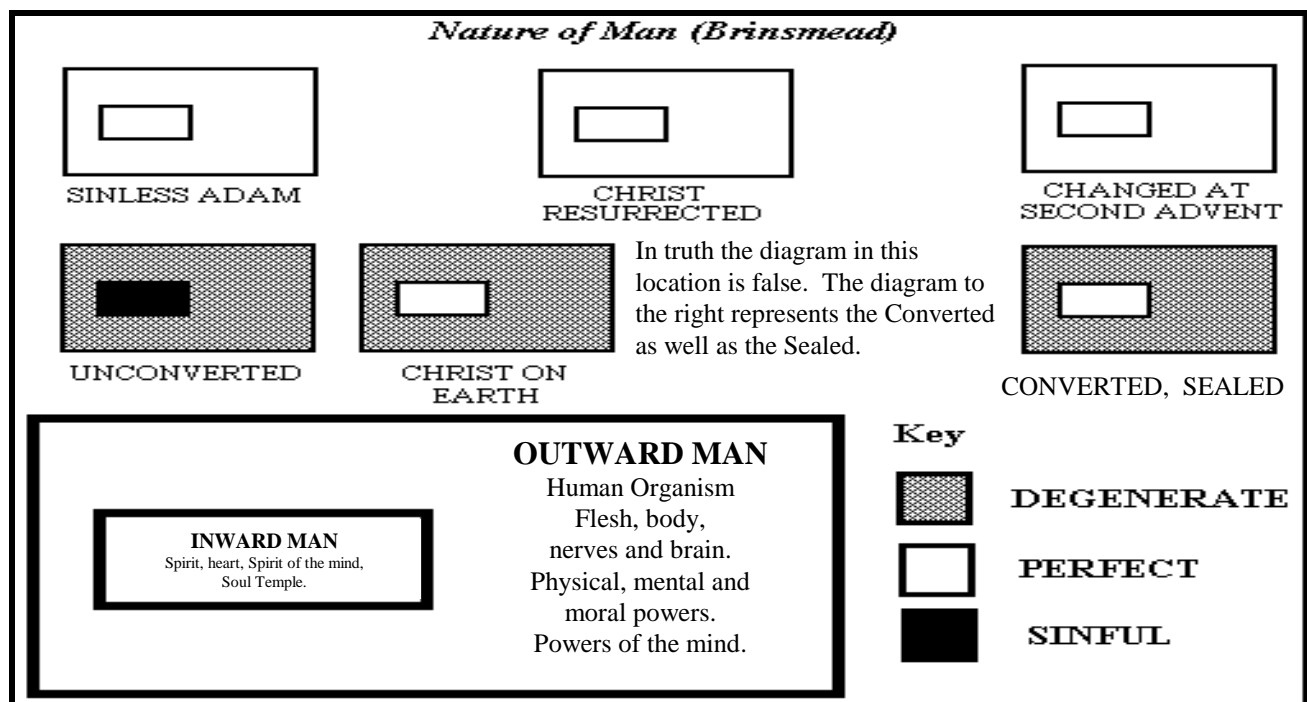 Nature of Man (Brinsmead)
SINLESS ADAM
CHRIST
RESURRECTED
CHANGED AT
SECOND ADVENT
UNCONVERTED
CHRIST ON
EARTH
In truth the diagram in this
location is false.  The diagram to
the right represents the Converted
as well as the Sealed.
CONVERTED,  SEALED
INWARD MAN
Spirit, heart, Spirit of the mind,
Soul Temple.
OUTWARD MAN
Human Organism
Flesh, body,
nerves and brain.
Physical, mental and
moral powers.
Powers of the mind.
Key
DEGENERATE
PERFECT
SINFUL